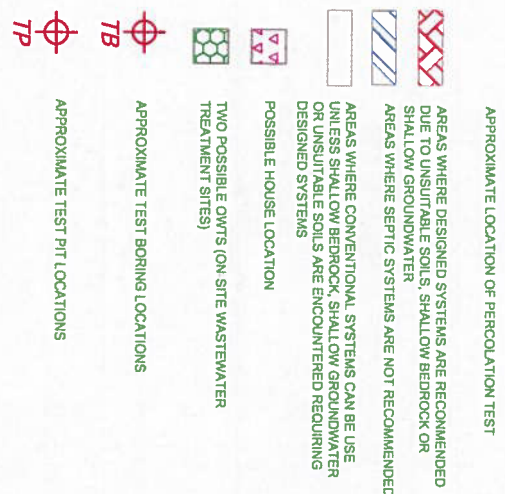 APPROXIMATE LOCATION OF PERCOLATION TEST
AREAS WHERE DESIGNED SYSTEMS ARE RECONMENDED
DUE TO UNSUITABLE SOILS, SHALLOW BEDROCK OR
SHALLOW GROUNDWATER
AREAS WHERE SEPTIC SYSTEMS ARE NOT RECOMMENDED
AREAS WHERE CONVENTIONAL SYSTEMS CAN BE USE
UNLESS SHALLOW BEDROCK, SHALLOW GROUNDWATER
OR UNSUITABLE SOILS ARE ENCOUNTERED REQUIRING
DESIGNED SYSTEMS
POSSIBLE HOUSE LOCATION
TWO POSSIBLE OWTS (ON-SITE WASTEWATER
TREATMENT SITES)
TB
APPROXIMATE TEST BORING LOCATIONS
TP
APPROXIMATE TEST PIT LOCATIONS